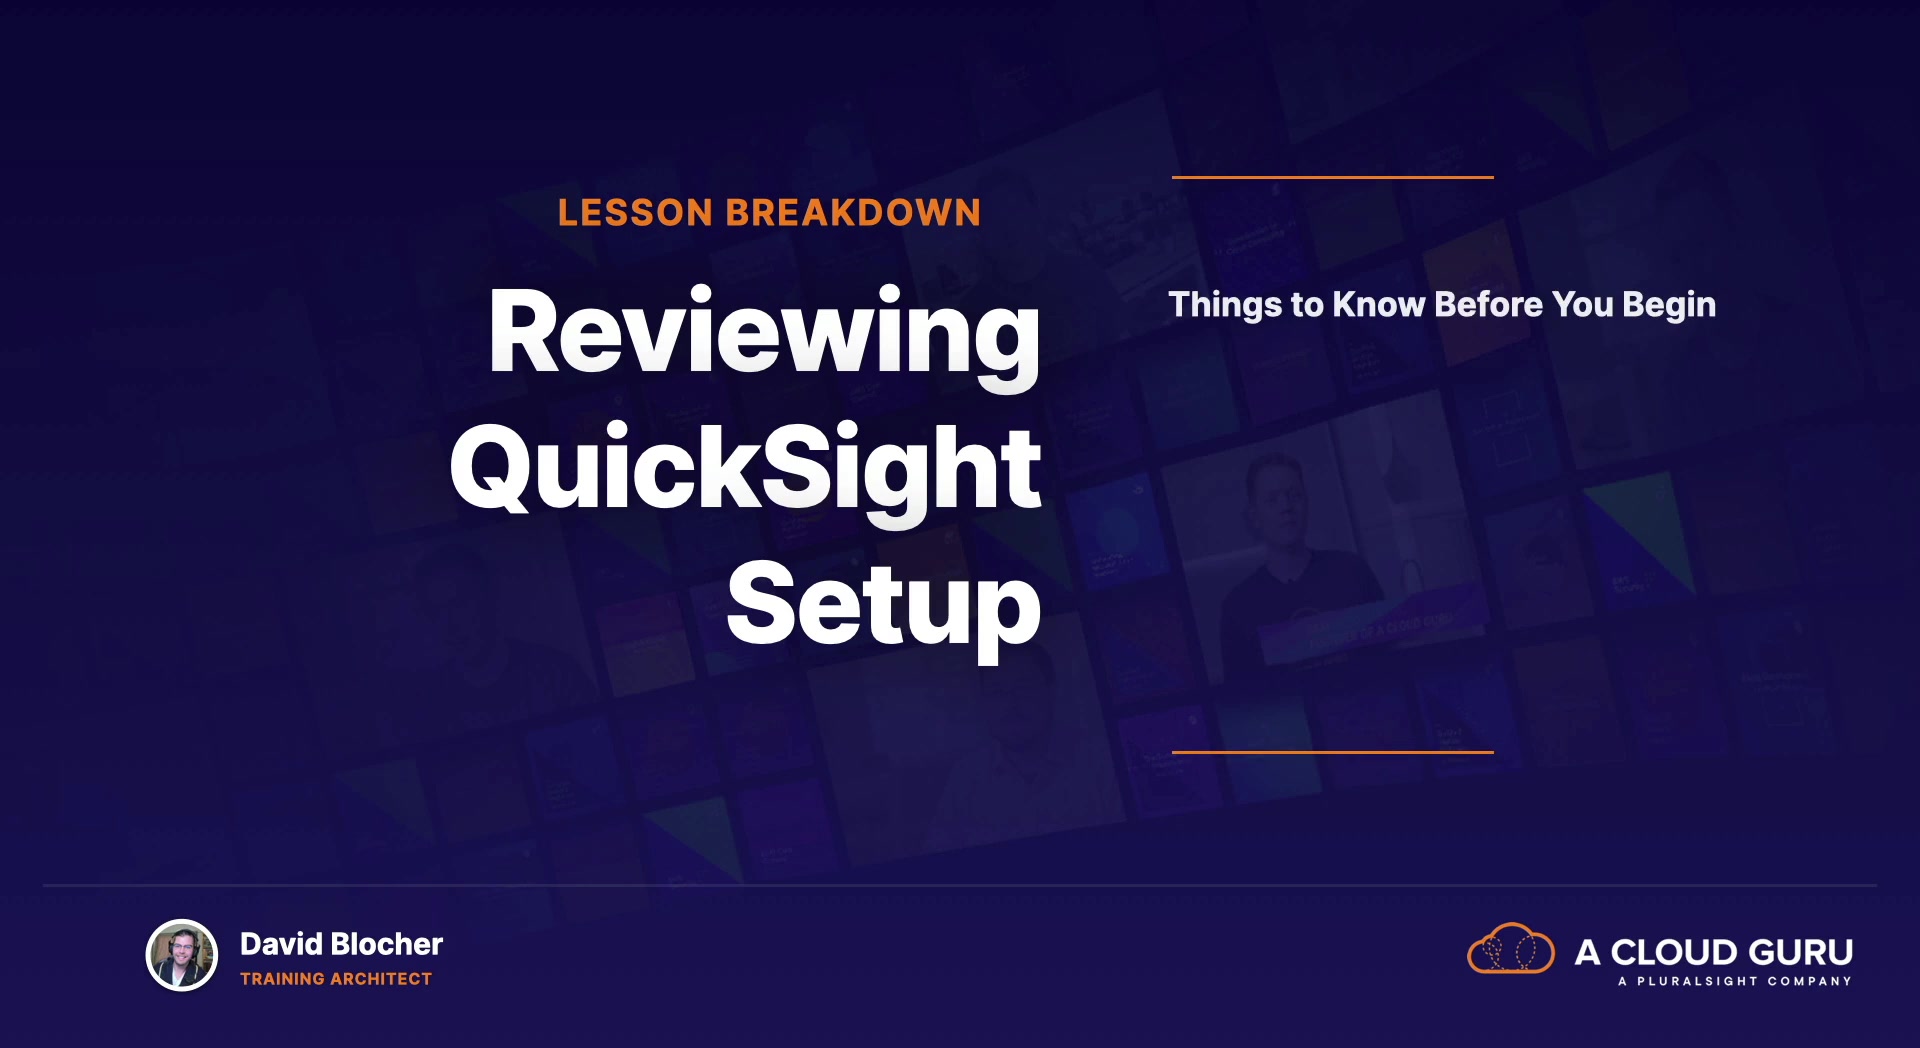 LESSON BREAKDOWN
Reviewing
QuickSight
Setup
Things to Know Before You Begin
David Blocher
TRAINING ARCHITECT
A CLOUD GURU
A PLURALSIGHT COMPANY